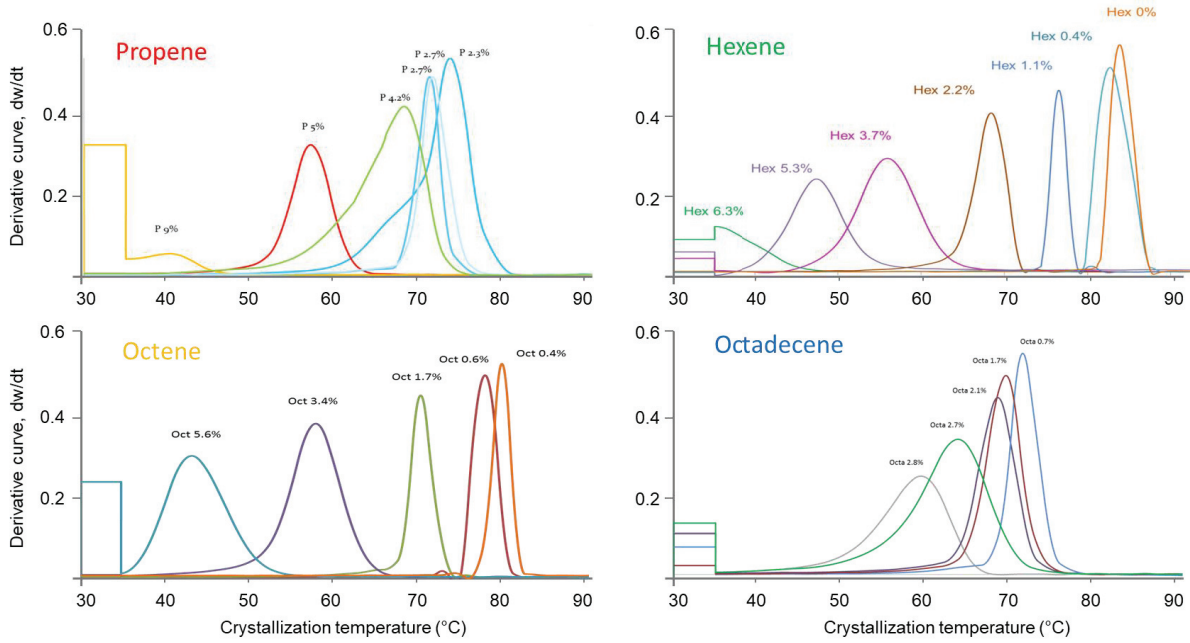 Propene
Derivative curve, dw/dt
0.6
0.4
0.2
P 9%
P 5%
P 4.2%
P 2.7%
P 2.7%
P 2.3%
30 40 50 60 70 80 90
Hexene
0.6
0.4
0.2
Hex 6.3%
Hex 5.3%
Hex 3.7%
Hex 2.2%
Hex 1.1%
Hex 0.4%
Hex 0%
30 40 50 60 70 80 90
Octene
Derivative curve, dw/dt
0.6
0.4
0.2
Oct 5.6%
Oct 3.4%
Oct 1.7%
Oct 0.6%
Oct 0.4%
30 40 50 60 70 80 90
Crystallization temperature (°C)
Octadecene
0.6
0.4
0.2
Octa 2.8%
Octa 2.7%
Octa 2.1%
Octa 1.7%
Octa 0.7%
30 40 50 60 70 80 90
Crystallization temperature (°C)